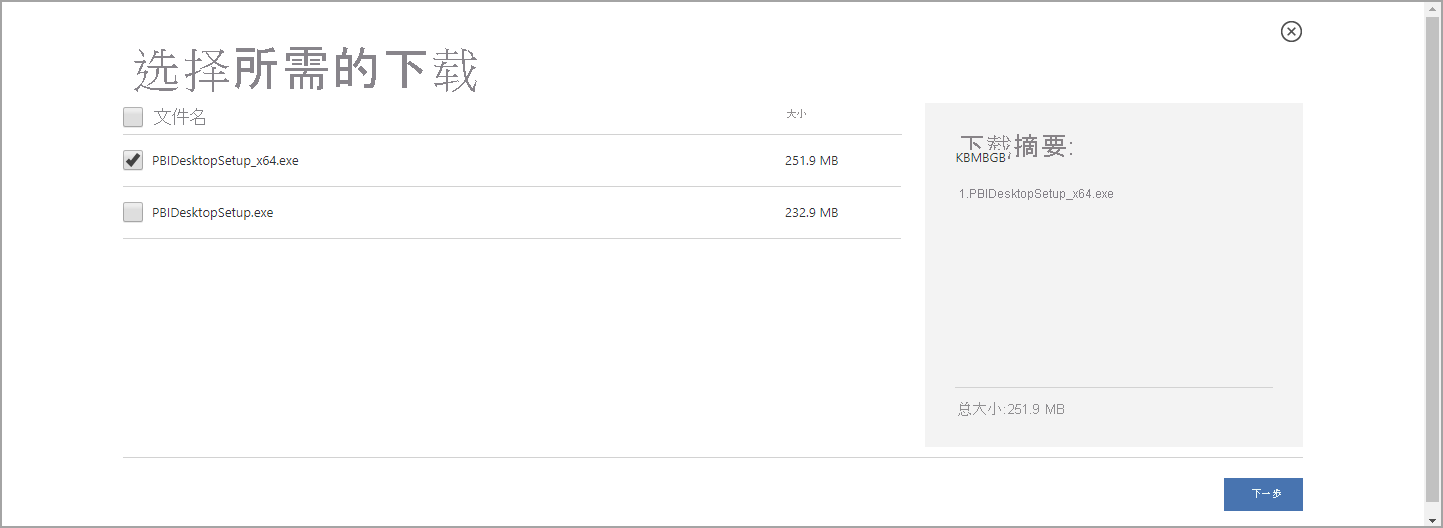 选择所需的下载
文件名 大小
PBIDesktopSetup_x64.exe 251.9 MB
PBIDesktopSetup.exe 232.9 MB
下载摘要:
KBMBGB
1.PBIDesktopSetup_x64.exe
总大小:251.9 MB
下一步